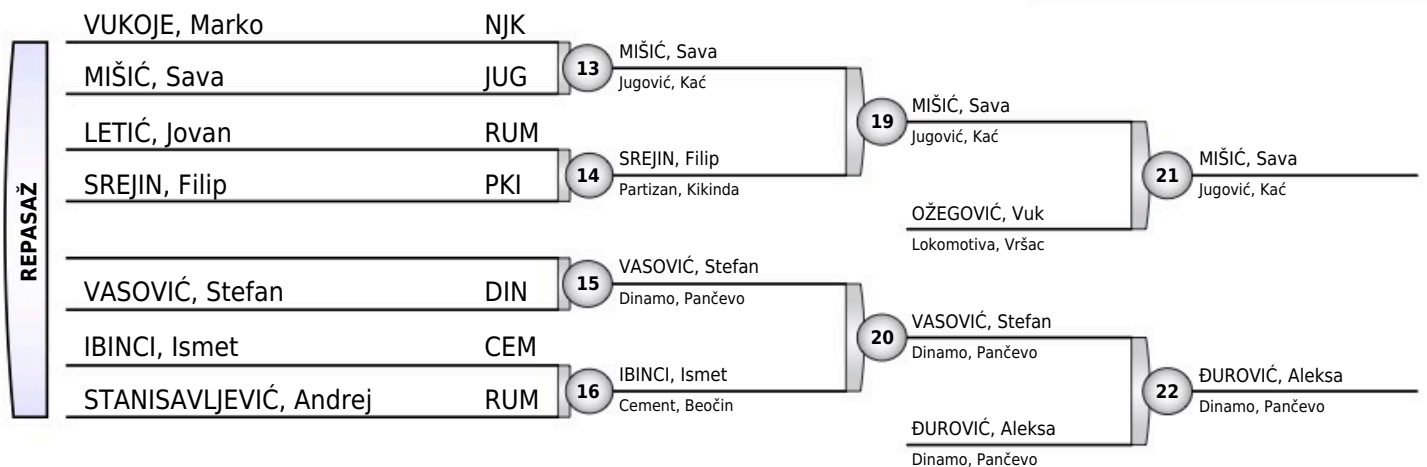 REPASAŽ
VUKOJE, Marko NJK
MIŠIĆ, Sava JUG
LETIĆ, Jovan RUM
SREJIN, Filip PKI
VASOVIĆ, Stefan DIN
IBINCI, Ismet CEM
STANISAVLJEVIĆ, Andrej RUM
13
MIŠIĆ, Sava
Jugović, Kać
14
SREJIN, Filip
Partizan, Kikinda
15
VASOVIĆ, Stefan
Dinamo, Pančevo
16
IBINCI, Ismet
Cement, Beočin
19
MIŠIĆ, Sava
Jugović, Kać
OŽEGOVIĆ, Vuk
Lokomotiva, Vršac
20
VASOVIĆ, Stefan
Dinamo, Pančevo
ĐUROVIĆ, Aleksa
Dinamo, Pančevo
21
MIŠIĆ, Sava
Jugović, Kać
22
ĐUROVIĆ, Aleksa
Dinamo, Pančevo